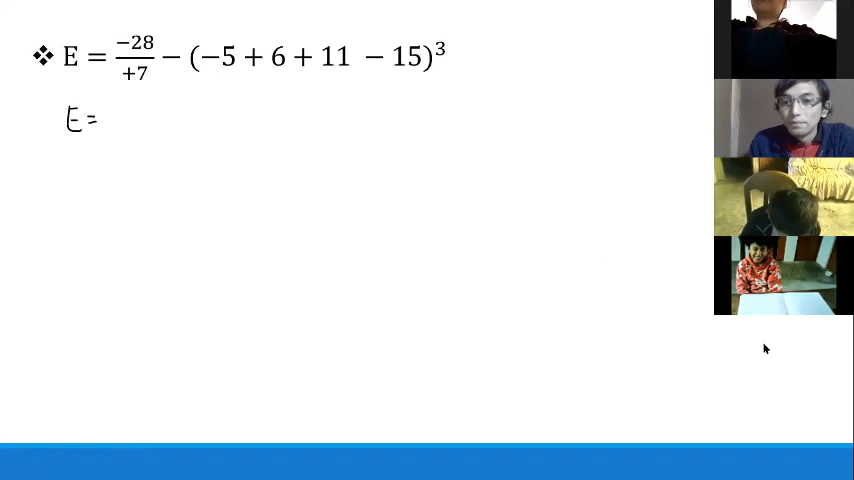 ❖ E = −28/+7 − (−5 + 6 + 11 − 15)³
E=